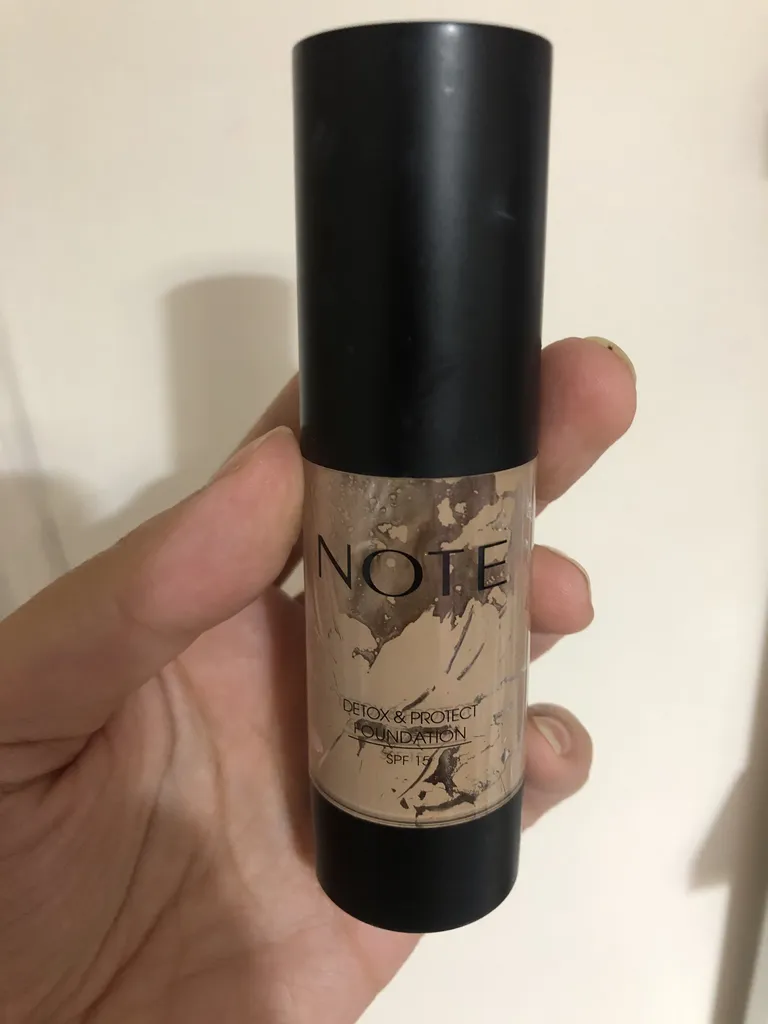 NOTE
DETOX & PROTECT
FOUNDATION
SPF 15